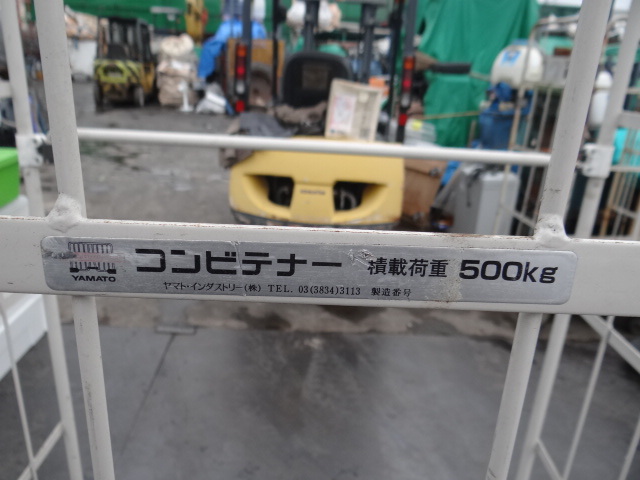 YAMATO コンビテナー 積載荷重 500kg
ヤマト・インダストリー(株) TEL. 03(3834)3113 製造番号